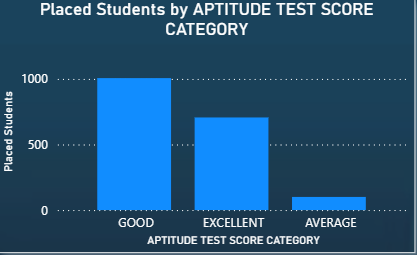 Placed Students by APTITUDE TEST SCORE
CATEGORY
Placed Students
1000
500
0
GOOD EXCELLENT AVERAGE
APTITUDE TEST SCORE CATEGORY